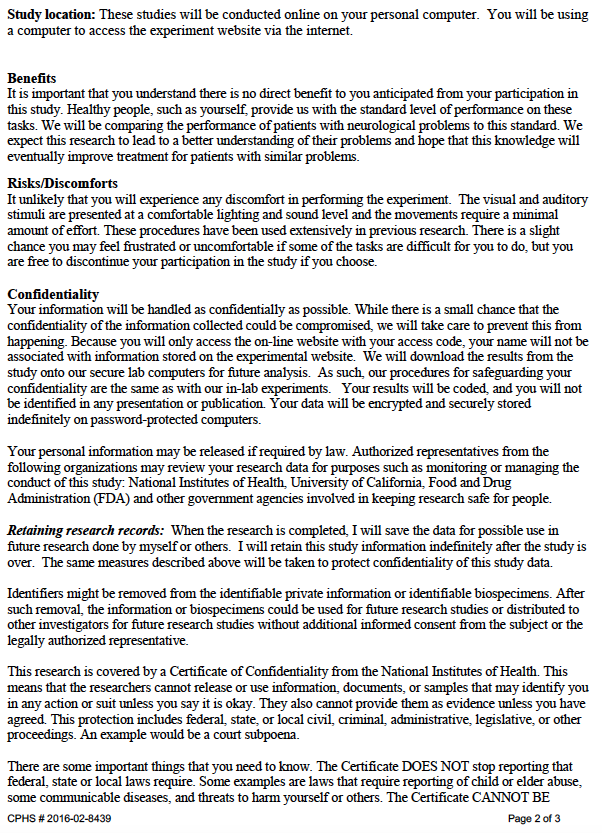 Study location: These studies will be conducted online on your personal computer. You will be using
a computer to access the experiment website via the internet.
Benefits
It is important that you understand there is no direct benefit to you anticipated from your participation in
this study. Healthy people, such as yourself, provide us with the standard level of performance on these
tasks. We will be comparing the performance of patients with neurological problems to this standard. We
expect this research to lead to a better understanding of their problems and hope that this knowledge will
eventually improve treatment for patients with similar problems.
Risks/Discomforts
It unlikely that you will experience any discomfort in performing the experiment. The visual and auditory
stimuli are presented at a comfortable lighting and sound level and the movements require a minimal
amount of effort. These procedures have been used extensively in previous research. There is a slight
chance you may feel frustrated or uncomfortable if some of the tasks are difficult for you to do, but you
are free to discontinue your participation in the study if you choose.
Confidentiality
Your information will be handled as confidentially as possible. While there is a small chance that the
confidentiality of the information collected could be compromised, we will take care to prevent this from
happening. Because you will only access the on-line website with your access code, your name will not be
associated with information stored on the experimental website. We will download the results from the
study onto our secure lab computers for future analysis. As such, our procedures for safeguarding your
confidentiality are the same as with our in-lab experiments. Your results will be coded, and you will not
be identified in any presentation or publication. Your data will be encrypted and securely stored
indefinitely on password-protected computers.
Your personal information may be released if required by law. Authorized representatives from the
following organizations may review your research data for purposes such as monitoring or managing the
conduct of this study: National Institutes of Health, University of California, Food and Drug
Administration (FDA) and other government agencies involved in keeping research safe for people.
Retaining research records: When the research is completed, I will save the data for possible use in
future research done by myself or others. I will retain this study information indefinitely after the study is
over. The same measures described above will be taken to protect confidentiality of this study data.
Identifiers might be removed from the identifiable private information or identifiable biospecimens. After
such removal, the information or biospecimens could be used for future research studies or distributed to
other investigators for future research studies without additional informed consent from the subject or the
legally authorized representative.
This research is covered by a Certificate of Confidentiality from the National Institutes of Health. This
means that the researchers cannot release or use information, documents, or samples that may identify you
in any action or suit unless you say it is okay. They also cannot provide them as evidence unless you have
agreed. This protection includes federal, state, or local civil, criminal, administrative, legislative, or other
proceedings. An example would be a court subpoena.
There are some important things that you need to know. The Certificate DOES NOT stop reporting that
federal, state or local laws require. Some examples are laws that require reporting of child or elder abuse,
some communicable diseases, and threats to harm yourself or others. The Certificate CANNOT BE
CPHS # 2016-02-8439 Page 2 of 3